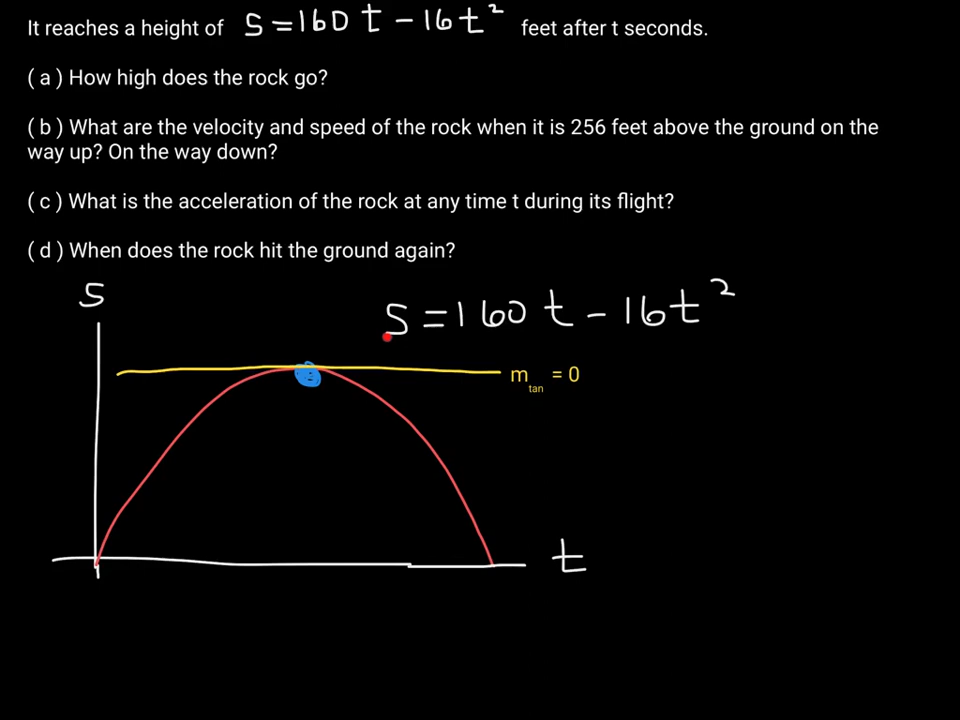 It reaches a height of s = 160t - 16t² feet after t seconds.
( a ) How high does the rock go?
( b ) What are the velocity and speed of the rock when it is 256 feet above the ground on the
way up? On the way down?
( c ) What is the acceleration of the rock at any time t during its flight?
( d ) When does the rock hit the ground again?
s
s = 160t - 16t²
m tan = 0
t